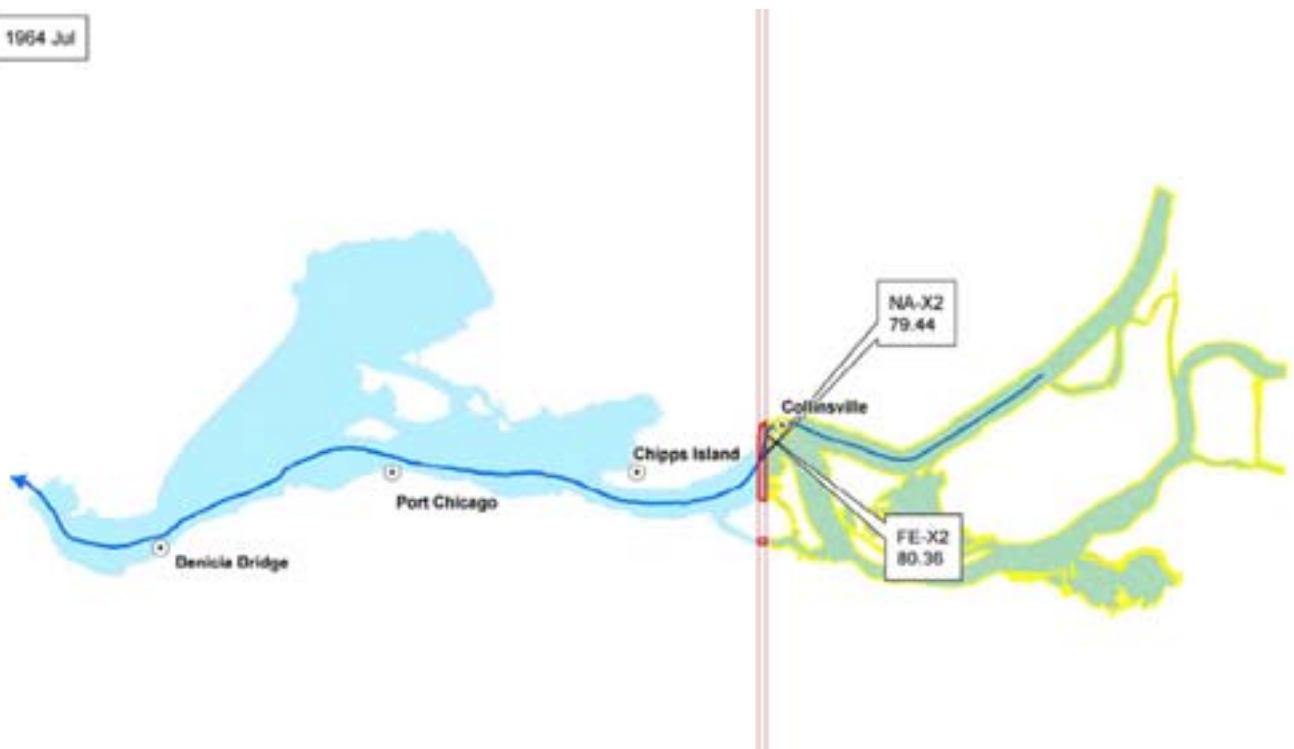 1964 Jul
NA-X2
79.44
Collinsville
Chipps Island
Port Chicago
FE-X2
80.36
Benicia Bridge